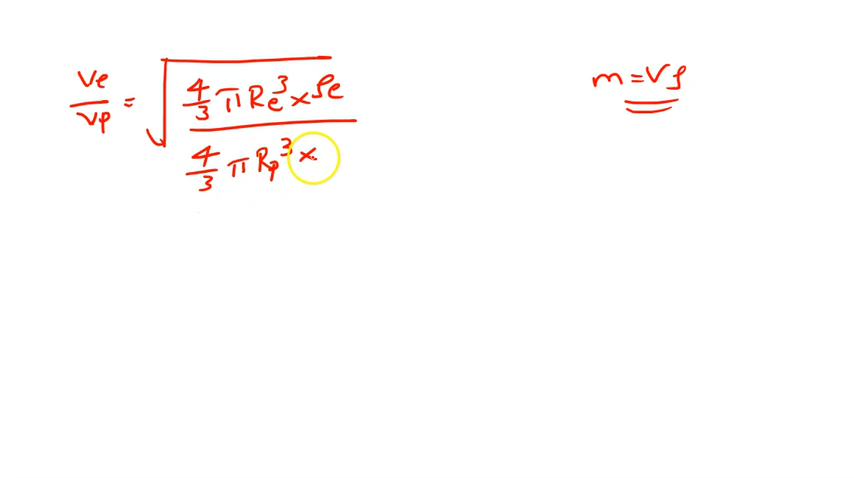 Ve/Vp = √(4/3 π Re³ × ρe / 4/3 π Rp³ ×
m = Vρ